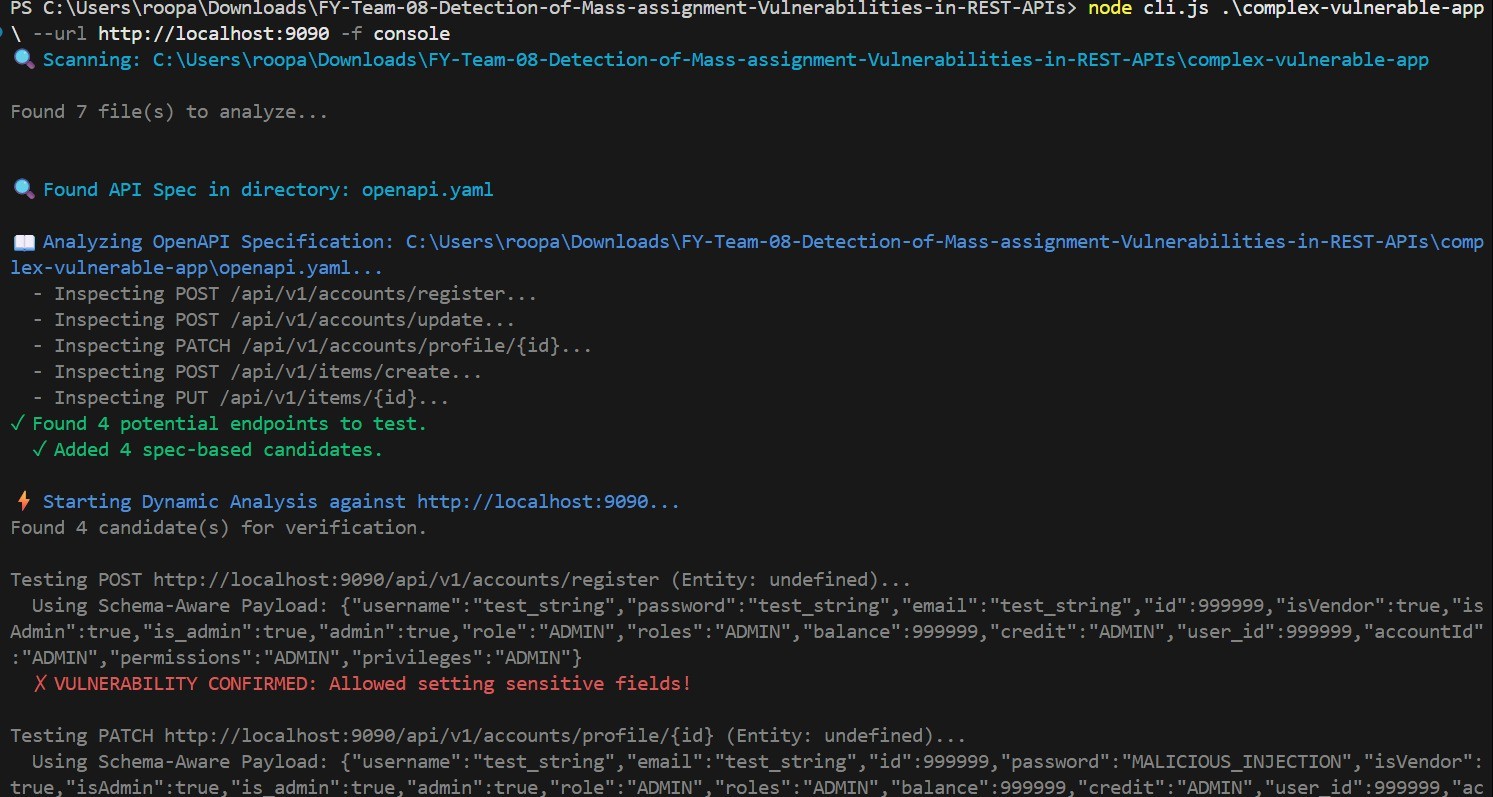 PS C:\Users\roopa\Downloads\FY-Team-08-Detection-of-Mass-assignment-Vulnerabilities-in-REST-APIs> node cli.js .\complex-vulnerable-app
\ --url http://localhost:9090 -f console
Scanning: C:\Users\roopa\Downloads\FY-Team-08-Detection-of-Mass-assignment-Vulnerabilities-in-REST-APIs\complex-vulnerable-app
Found 7 file(s) to analyze...
Found API Spec in directory: openapi.yaml
Analyzing OpenAPI Specification: C:\Users\roopa\Downloads\FY-Team-08-Detection-of-Mass-assignment-Vulnerabilities-in-REST-APIs\comp
lex-vulnerable-app\openapi.yaml...
- Inspecting POST /api/v1/accounts/register...
- Inspecting POST /api/v1/accounts/update...
- Inspecting PATCH /api/v1/accounts/profile/{id}...
- Inspecting POST /api/v1/items/create...
- Inspecting PUT /api/v1/items/{id}...
✓ Found 4 potential endpoints to test.
✓ Added 4 spec-based candidates.
⚡ Starting Dynamic Analysis against http://localhost:9090...
Found 4 candidate(s) for verification.
Testing POST http://localhost:9090/api/v1/accounts/register (Entity: undefined)...
Using Schema-Aware Payload: {"username":"test_string","password":"test_string","email":"test_string","id":999999,"isVendor":true,"is
Admin":true,"is_admin":true,"admin":true,"role":"ADMIN","roles":"ADMIN","balance":999999,"credit":"ADMIN","user_id":999999,"accountId"
:"ADMIN","permissions":"ADMIN","privileges":"ADMIN"}
✗ VULNERABILITY CONFIRMED: Allowed setting sensitive fields!
Testing PATCH http://localhost:9090/api/v1/accounts/profile/{id} (Entity: undefined)...
Using Schema-Aware Payload: {"username":"test_string","email":"test_string","id":999999,"password":"MALICIOUS_INJECTION","isVendor":
true,"isAdmin":true,"is_admin":true,"admin":true,"role":"ADMIN","roles":"ADMIN","balance":999999,"credit":"ADMIN","user_id":999999,"ac